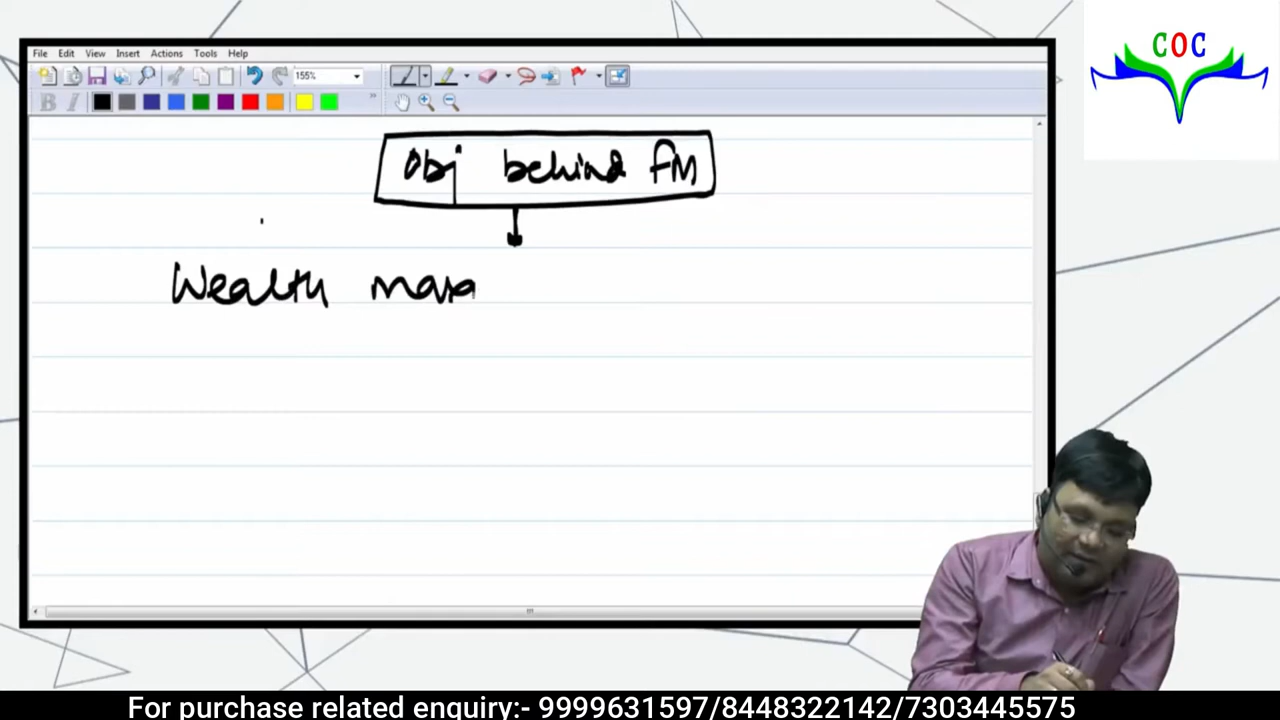 COC
File Edit View Insert Actions Tools Help
155%
B I
Obj behind FM
Wealth maxa
For purchase related enquiry:- 9999631597/8448322142/7303445575